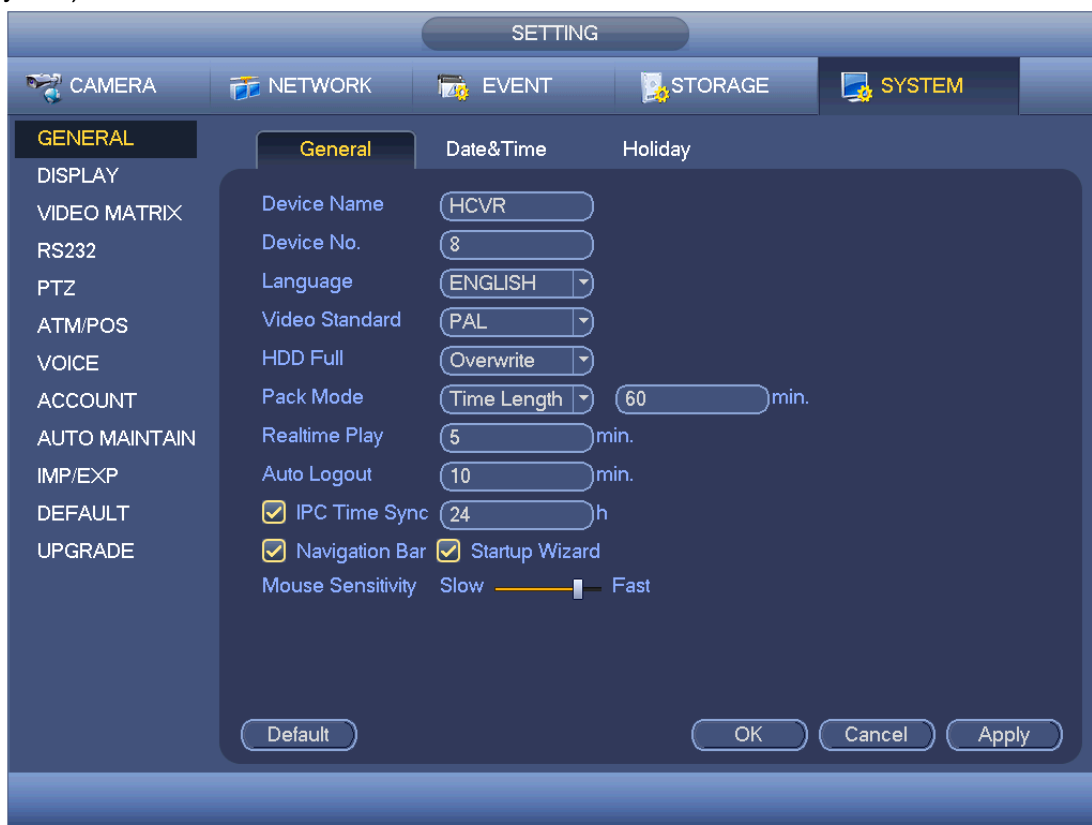 SETTING
CAMERA NETWORK EVENT STORAGE SYSTEM
GENERAL
DISPLAY
VIDEO MATRIX
RS232
PTZ
ATM/POS
VOICE
ACCOUNT
AUTO MAINTAIN
IMP/EXP
DEFAULT
UPGRADE
General Date&Time Holiday
Device Name HCVR
Device No. 8
Language ENGLISH
Video Standard PAL
HDD Full Overwrite
Pack Mode Time Length 60 min.
Realtime Play 5 min.
Auto Logout 10 min.
IPC Time Sync 24 h
Navigation Bar Startup Wizard
Mouse Sensitivity Slow Fast
Default OK Cancel Apply